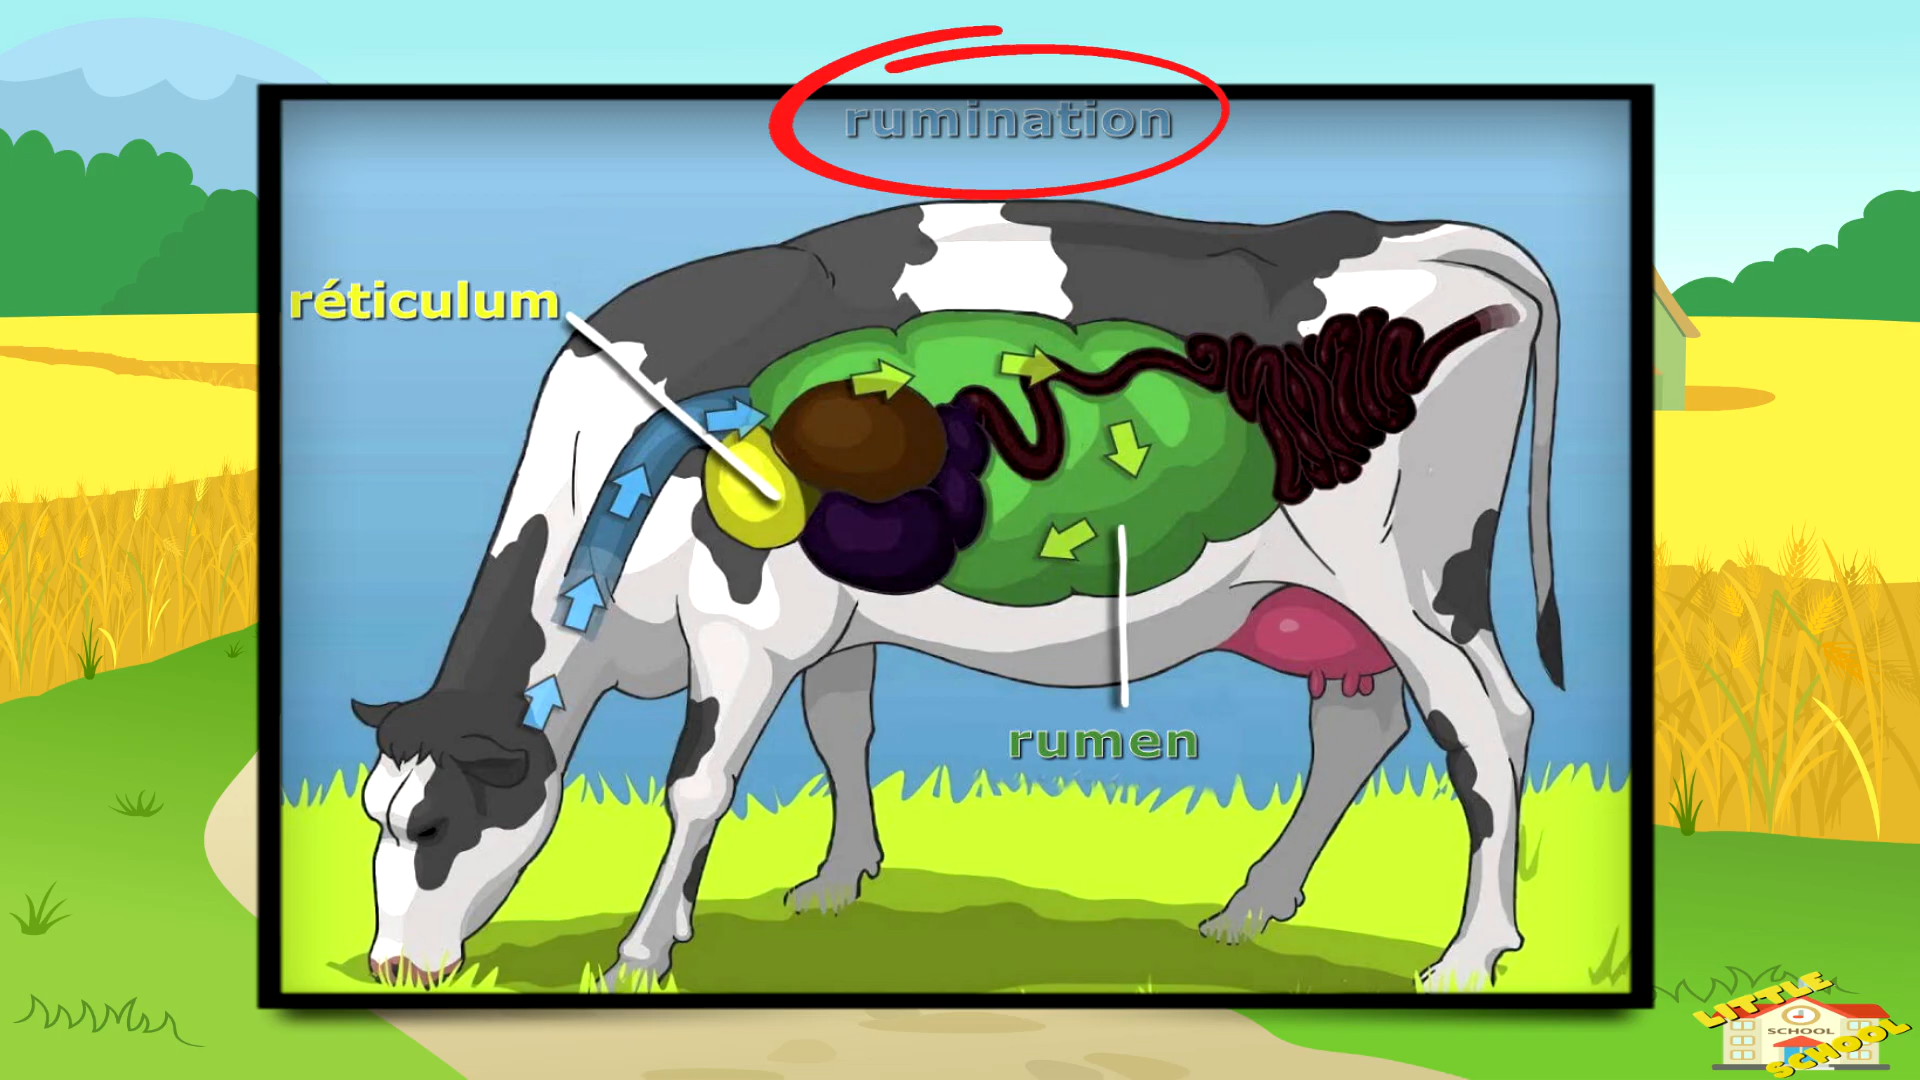 rumination
réticulum
rumen
LITTLE
SCHOOL
SCHOOL